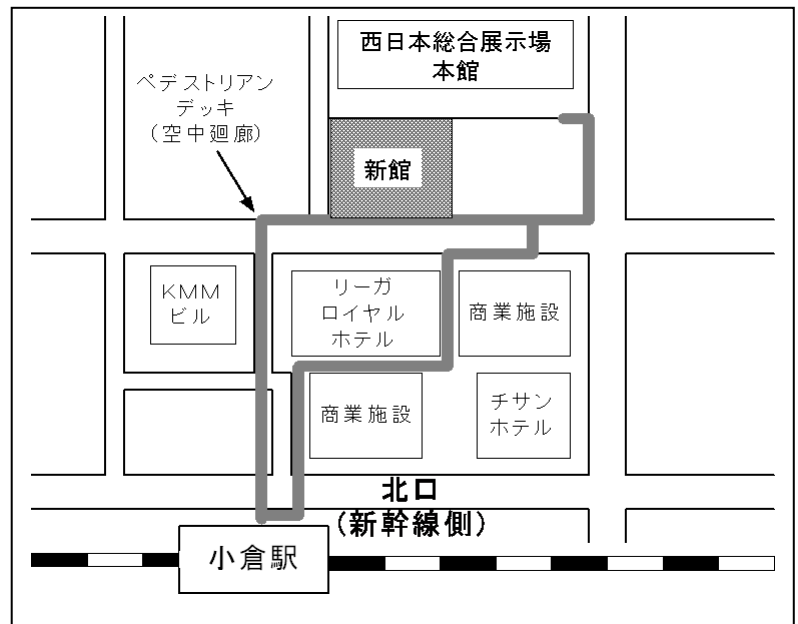 西日本総合展示場
本館
ペデストリアン
デッキ
(空中廻廊)
新館
KMM
ビル
リーガ
ロイヤル
ホテル
商業施設
商業施設
チサン
ホテル
北口
(新幹線側)
小倉駅